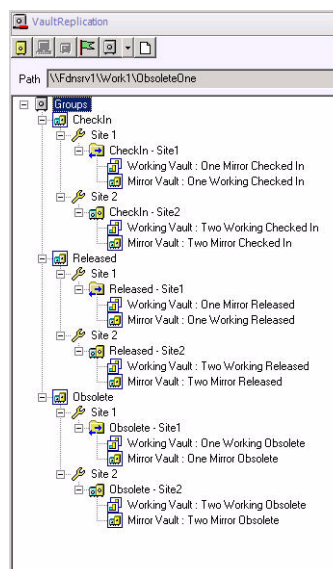 VaultReplication
Path \\Fdnsrv1\Work1\ObsoleteOne
Groups
CheckIn
Site 1
CheckIn - Site1
Working Vault : One Mirror Checked In
Mirror Vault : One Working Checked In
Site 2
CheckIn - Site2
Working Vault : Two Working Checked In
Mirror Vault : Two Mirror Checked In
Released
Site 1
Released - Site1
Working Vault : One Mirror Released
Mirror Vault : One Working Released
Site 2
Released - Site2
Working Vault : Two Working Released
Mirror Vault : Two Mirror Released
Obsolete
Site 1
Obsolete - Site1
Working Vault : One Working Obsolete
Mirror Vault : One Mirror Obsolete
Site 2
Obsolete - Site2
Working Vault : Two Working Obsolete
Mirror Vault : Two Mirror Obsolete